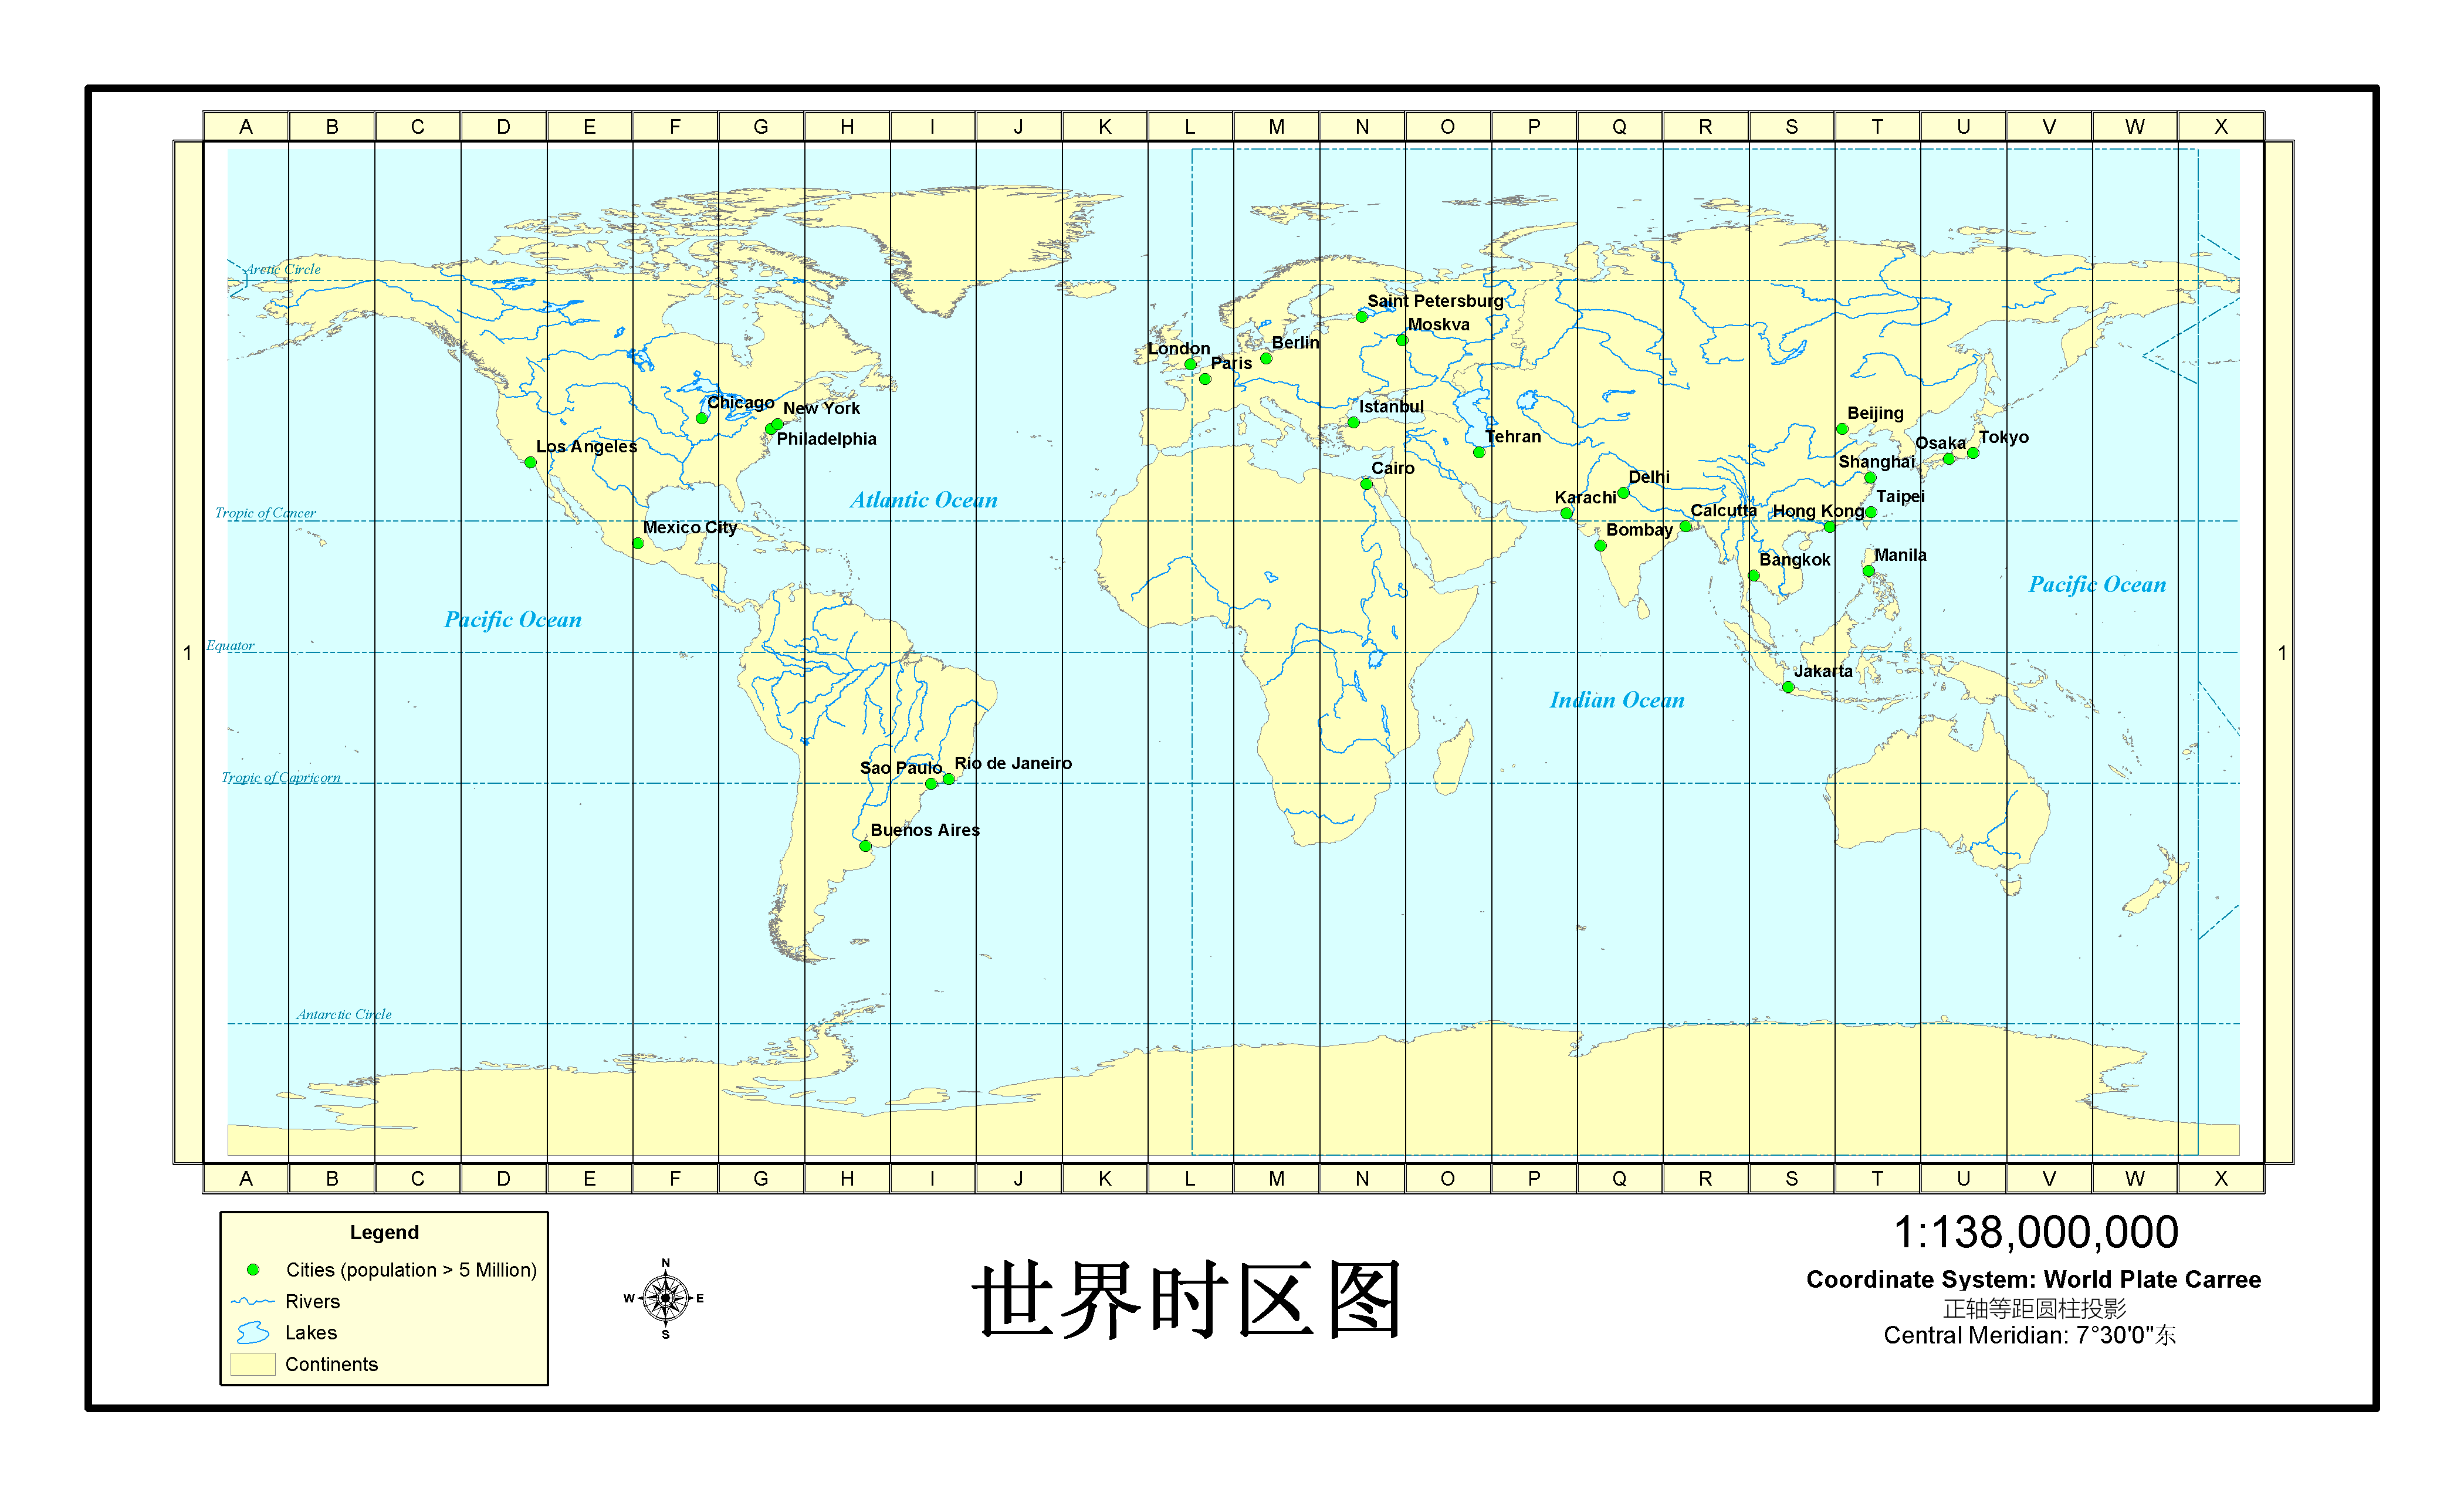 A B C D E F G H I J K L M N O P Q R S T U V W X
Arctic Circle
Saint Petersburg
Moskva
London
Berlin
Paris
Chicago
New York
Istanbul
Beijing
Philadelphia
Los Angeles
Tehran
Osaka
Tokyo
Cairo
Shanghai
Delhi
Atlantic Ocean
Karachi
Taipei
Tropic of Cancer
Mexico City
Calcutta
Hong Kong
Bombay
Bangkok
Manila
Pacific Ocean
Pacific Ocean
Equator
1
1
Jakarta
Indian Ocean
Sao Paulo
Rio de Janeiro
Tropic of Capricorn
Buenos Aires
Antarctic Circle
A B C D E F G H I J K L M N O P Q R S T U V W X
Legend
Cities (population > 5 Million)
Rivers
Lakes
Continents
N
W
E
S
世界时区图
1:138,000,000
Coordinate System: World Plate Carree
正轴等距圆柱投影
Central Meridian: 7°30'0"东